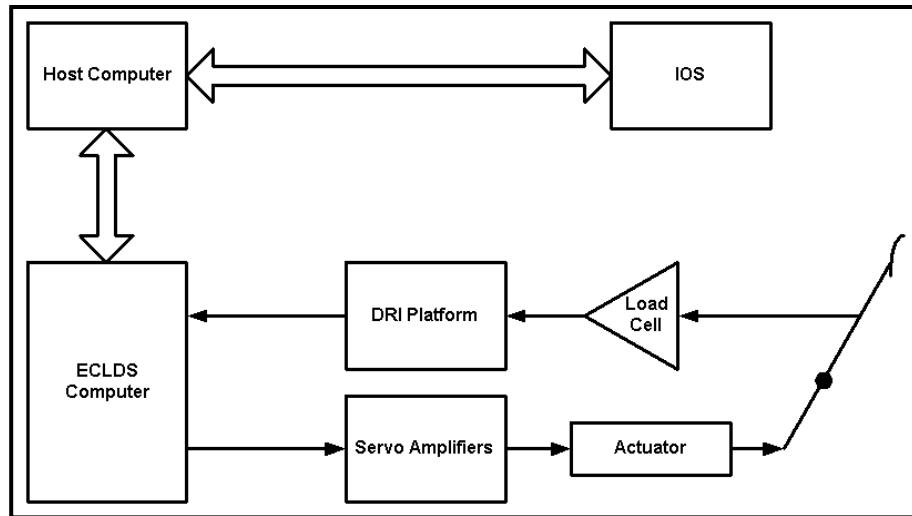 Host Computer
IOS
DRI Platform
Load
Cell
ECLDS
Computer
Servo Amplifiers
Actuator